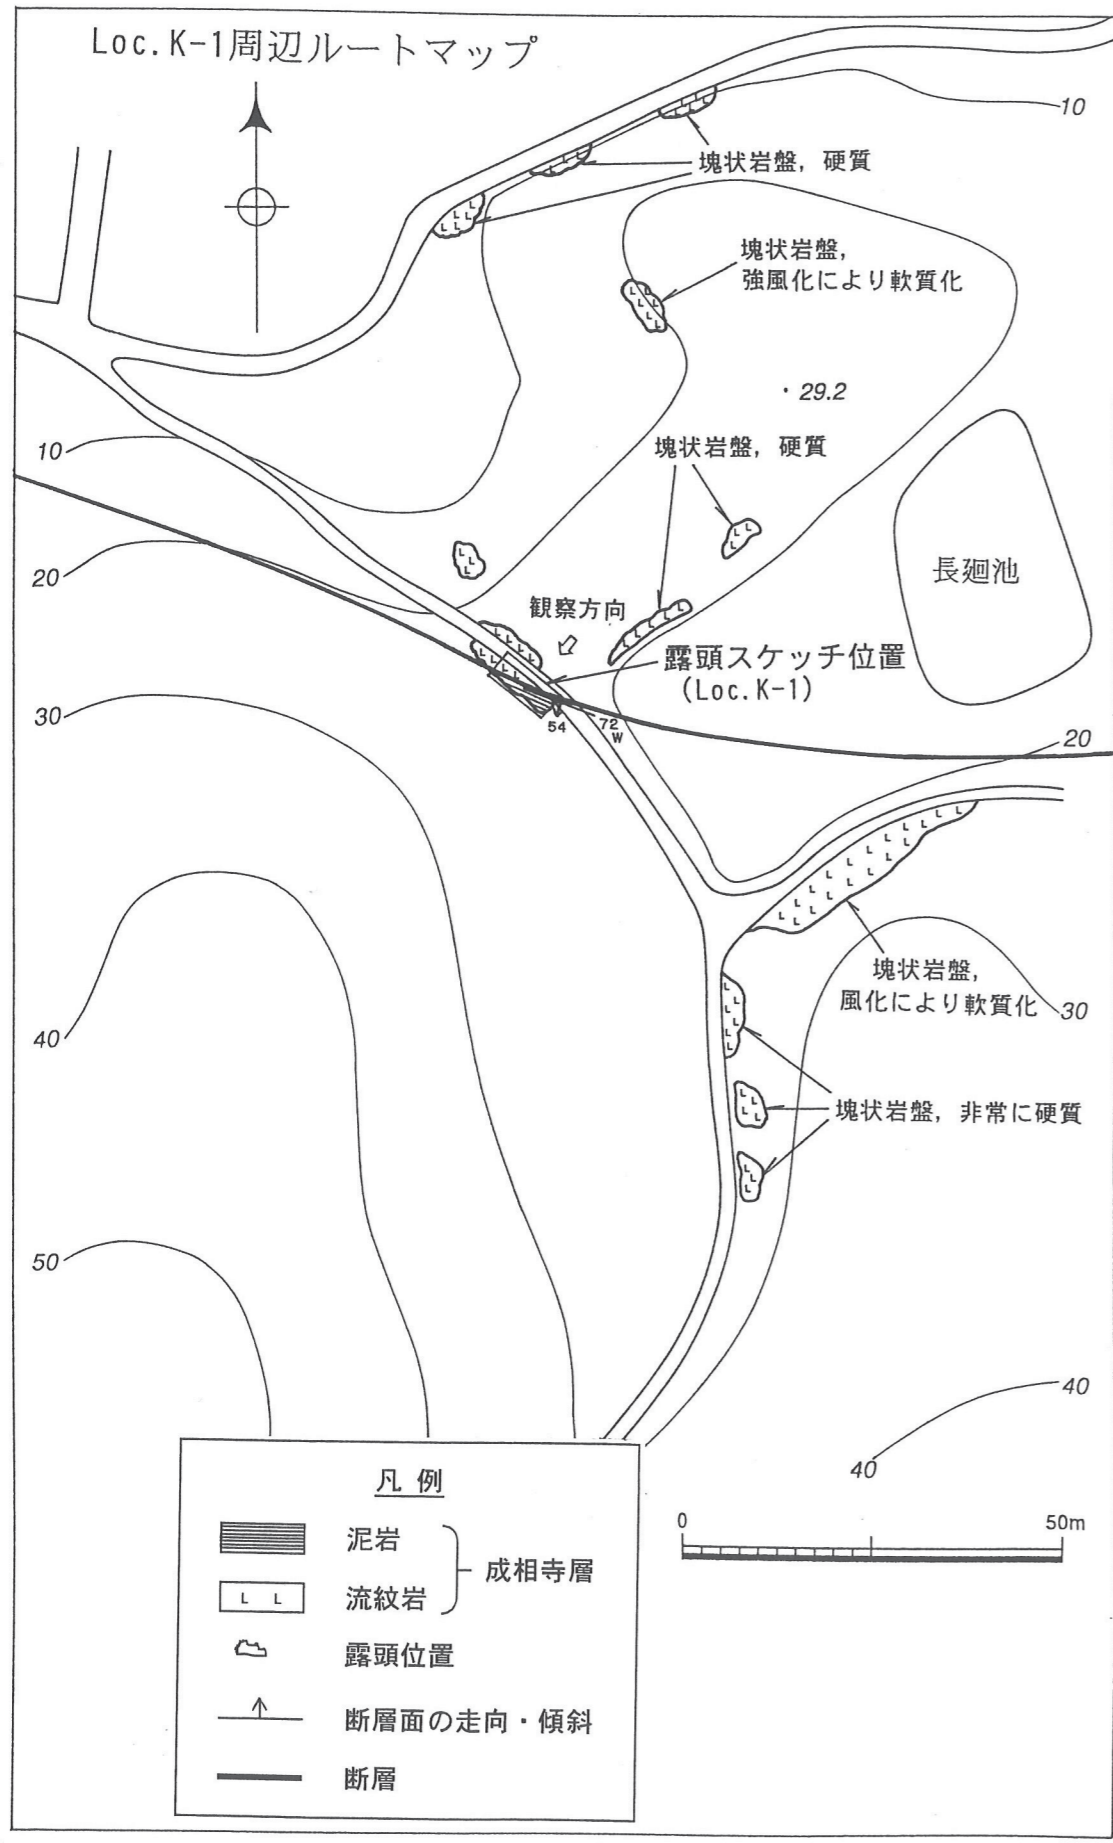 Loc.K-1周辺ルートマップ
10
塊状岩盤，硬質
塊状岩盤，
強風化により軟質化
・29.2
10
塊状岩盤，硬質
20
長廻池
観察方向
露頭スケッチ位置
(Loc.K-1)
30
54
72
W
20
塊状岩盤，
風化により軟質化
30
40
塊状岩盤，非常に硬質
50
40
40
凡例
泥岩
成相寺層
L L
流紋岩
露頭位置
断層面の走向・傾斜
断層
0
50m